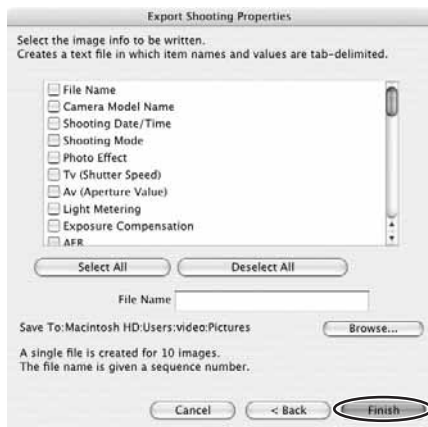 Export Shooting Properties
Select the image info to be written.
Creates a text file in which item names and values are tab-delimited.
File Name
Camera Model Name
Shooting Date/Time
Shooting Mode
Photo Effect
Tv (Shutter Speed)
Av (Aperture Value)
Light Metering
Exposure Compensation
AEB
Select All
Deselect All
File Name
Save To:Macintosh HD:Users:video:Pictures
Browse...
A single file is created for 10 images.
The file name is given a sequence number.
Cancel
< Back
Finish